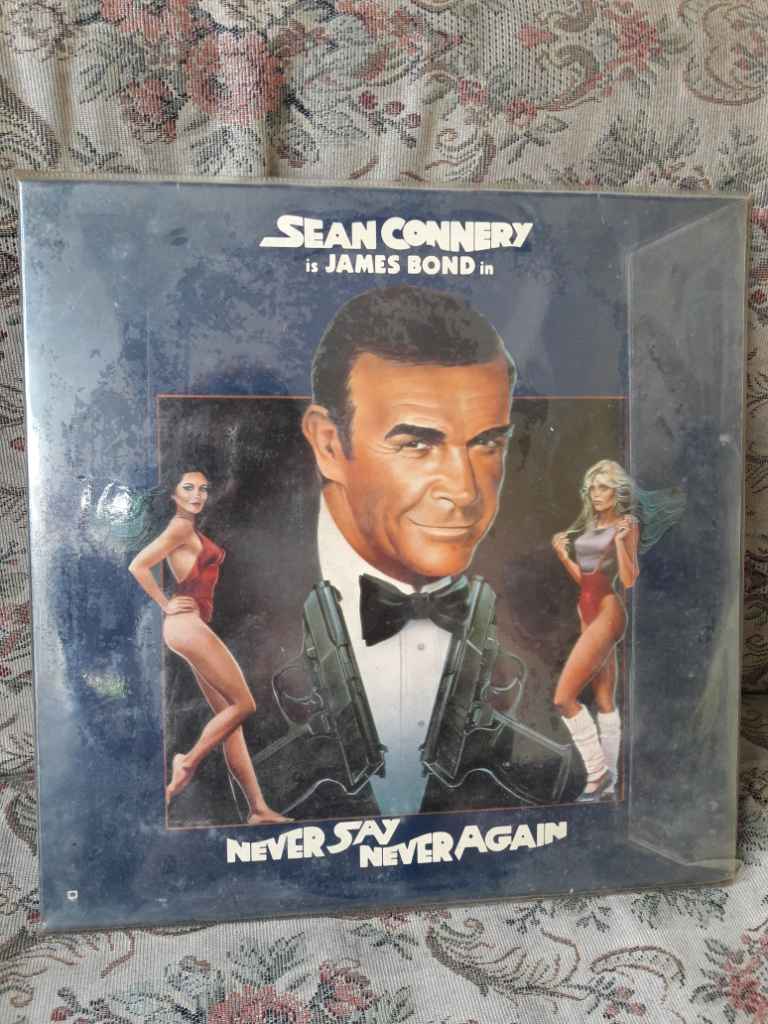 SEAN CONNERY
is JAMES BOND in
NEVER SAY
NEVER AGAIN